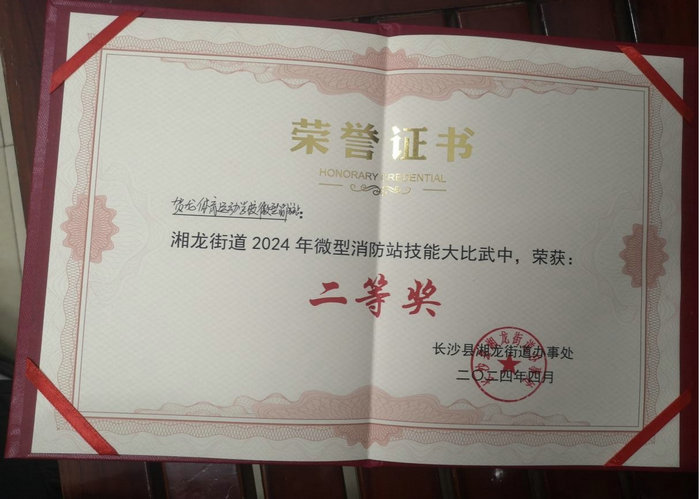 荣誉证书
HONORARY CREDENTIAL
龙体育运动学校微型消防站：
湘龙街道 2024 年微型消防站技能大比武中，荣获：
二等奖
长沙县湘龙街道办事处
二〇二四年四月